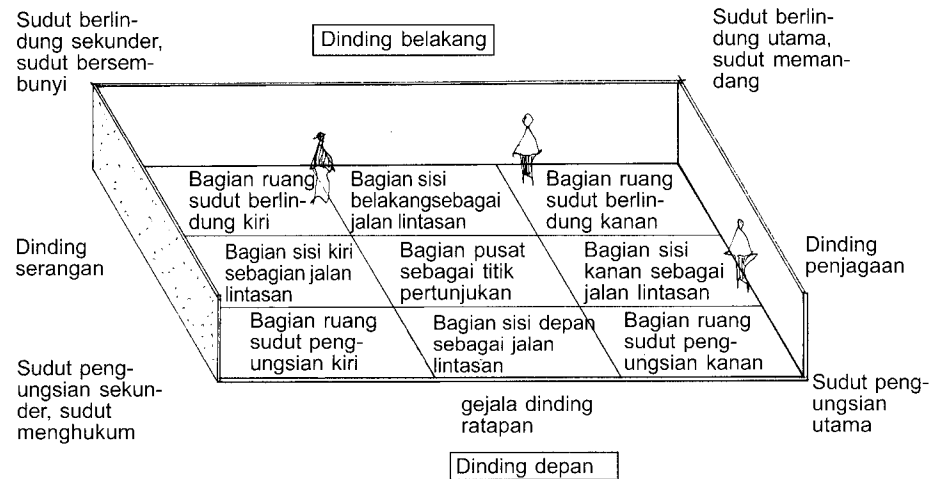 Sudut berlin-
dung sekunder,
sudut bersem-
bunyi
Dinding belakang
Sudut berlin-
dung utama,
sudut meman-
dang
Bagian ruang
sudut berlin-
dung kiri
Bagian sisi
belakangsebagai
jalan lintasan
Bagian ruang
sudut berlin-
dung kanan
Dinding
serangan
Bagian sisi kiri
sebagian jalan
lintasan
Bagian pusat
sebagai titik
pertunjukan
Bagian sisi
kanan sebagai
jalan lintasan
Dinding
penjagaan
Bagian ruang
sudut peng-
ungsian kiri
Bagian sisi depan
sebagai jalan
lintasan
Bagian ruang
sudut peng-
ungsian kanan
Sudut peng-
ungsian sekun-
der, sudut
menghukum
gejala dinding
ratapan
Sudut peng-
ungsian
utama
Dinding depan